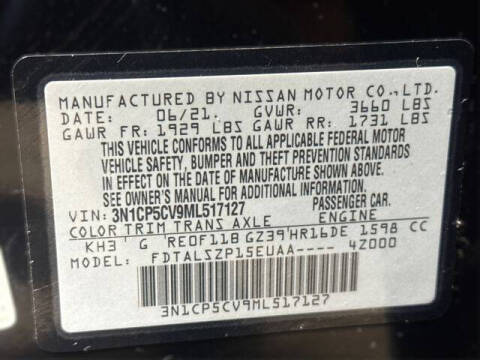 MANUFACTURED BY NISSAN MOTOR CO.,LTD.
DATE: 06/21. GVWR: 3660 LBS
GAWR FR: 1929 LBS GAWR RR: 1731 LBS
THIS VEHICLE CONFORMS TO ALL APPLICABLE FEDERAL MOTOR
VEHICLE SAFETY, BUMPER AND THEFT PREVENTION STANDARDS
IN EFFECT ON THE DATE OF MANUFACTURE SHOWN ABOVE.
SEE OWNER'S MANUAL FOR ADDITIONAL INFORMATION.
VIN: 3N1CP5CV9ML517127 PASSENGER CAR.
COLOR TRIM TRANS AXLE ENGINE
KH3 G RE0F11B GZ39 HR16DE 1598 CC
MODEL: FDTALSZP15EUAA---- 4Z000
3N1CP5CV9ML517127